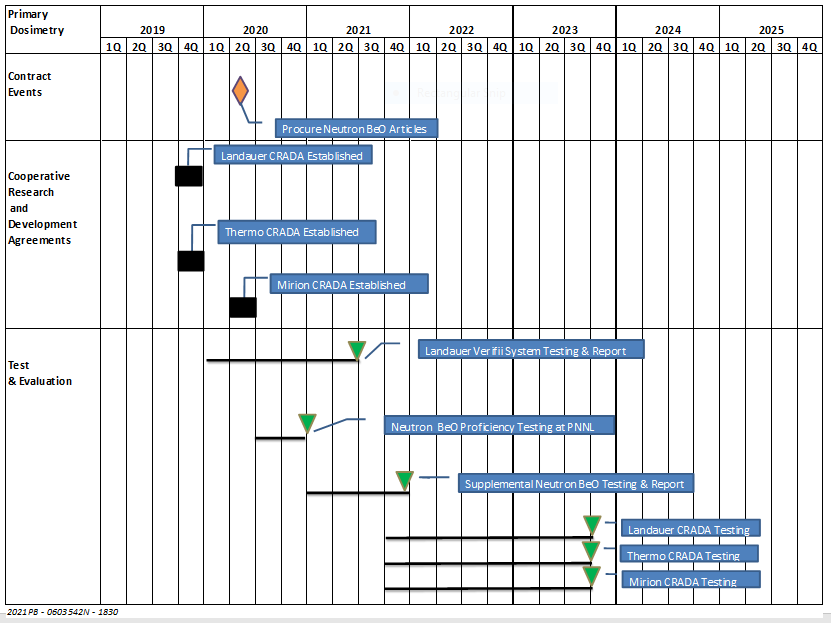 Primary
Dosimetry
2019 2020 2021 2022 2023 2024 2025
1Q 2Q 3Q 4Q 1Q 2Q 3Q 4Q 1Q 2Q 3Q 4Q 1Q 2Q 3Q 4Q 1Q 2Q 3Q 4Q 1Q 2Q 3Q 4Q 1Q 2Q 3Q 4Q
Contract
Events
Procure Neutron BeO Articles
Landauer CRADA Established
Cooperative
Research
and
Development
Agreements
Thermo CRADA Established
Mirion CRADA Established
Test
& Evaluation
Landauer Verifii System Testing & Report
Neutron BeO Proficiency Testing at PNNL
Supplemental Neutron BeO Testing & Report
Landauer CRADA Testing
Thermo CRADA Testing
Mirion CRADA Testing
2021PB - 0603542N - 1830